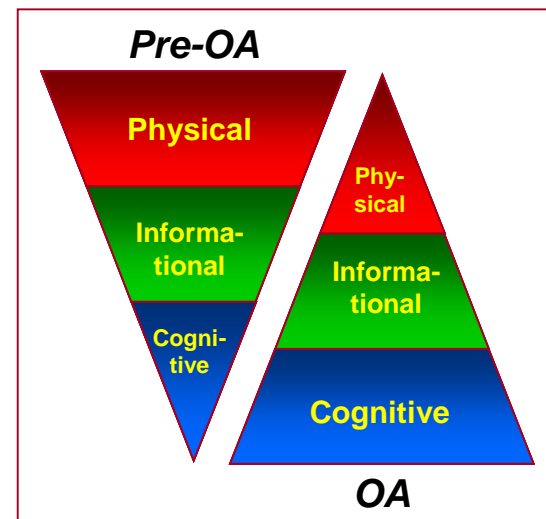 Pre-OA
Physical
Informa-
tional
Cogni-
tive
Phy-
sical
Informa-
tional
Cognitive
OA